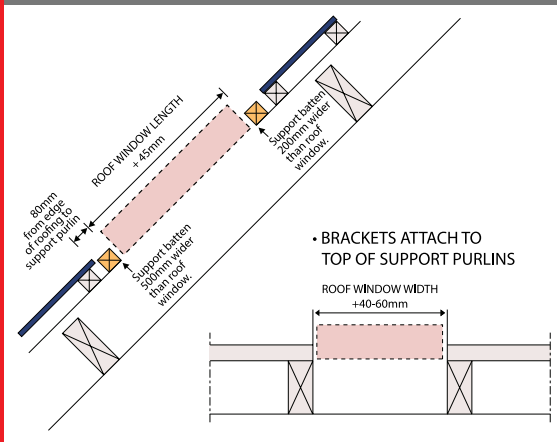 ROOF WINDOW LENGTH
+ 45mm
Support batten
200mm wider
than roof
window.
80mm
from edge
of roofing to
support purlin
Support batten
500mm wider
than roof
window.
• BRACKETS ATTACH TO
TOP OF SUPPORT PURLINS
ROOF WINDOW WIDTH
+40-60mm